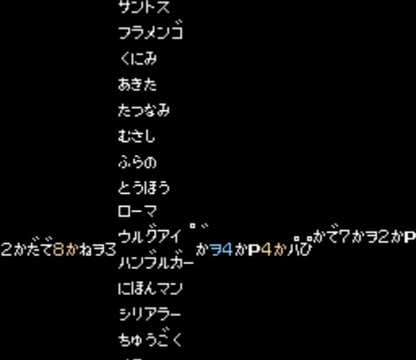 サントス
フラメンゴ
くにみ
あきた
たつなみ
むさし
ふらの
とうほう
ローマ
ウルグアイ
2かだで8かねヲ3
かヲ4かP4かパび
かで7かヲ2かP
ハンブルガー
にほんマン
シリアラー
ちゅうごく